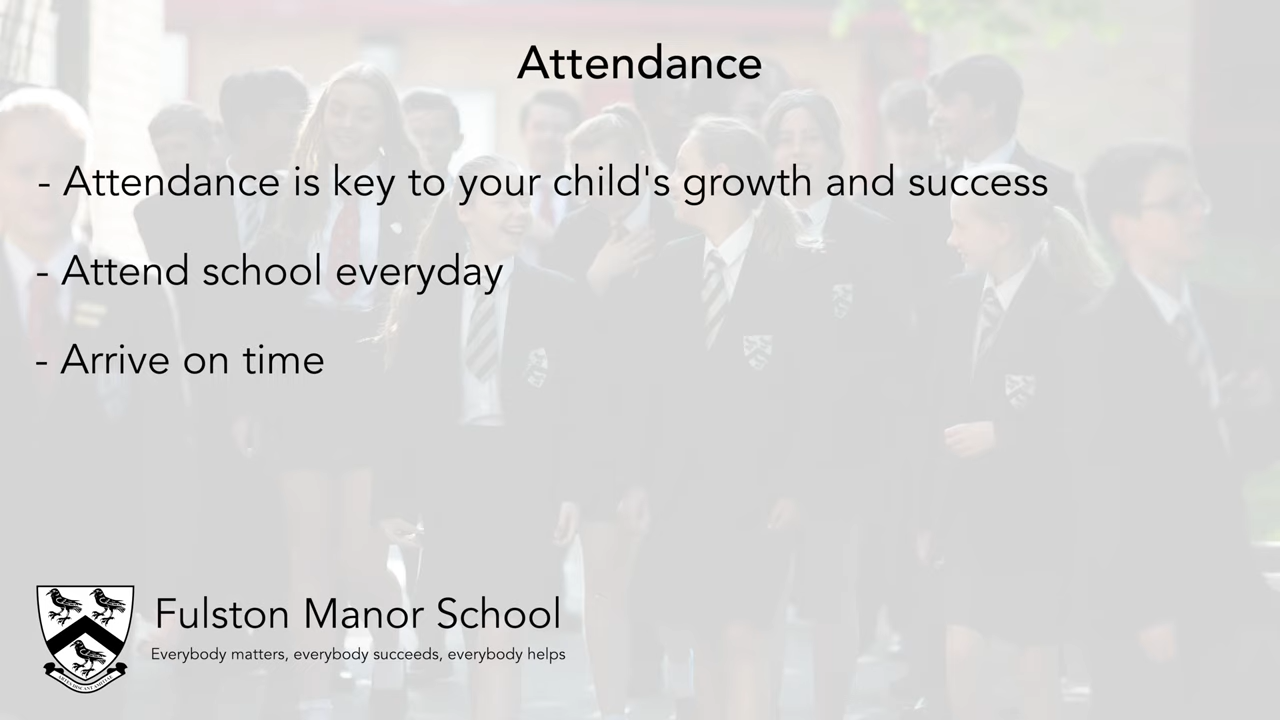 Attendance
- Attendance is key to your child's growth and success
- Attend school everyday
- Arrive on time
Fulston Manor School
Everybody matters, everybody succeeds, everybody helps